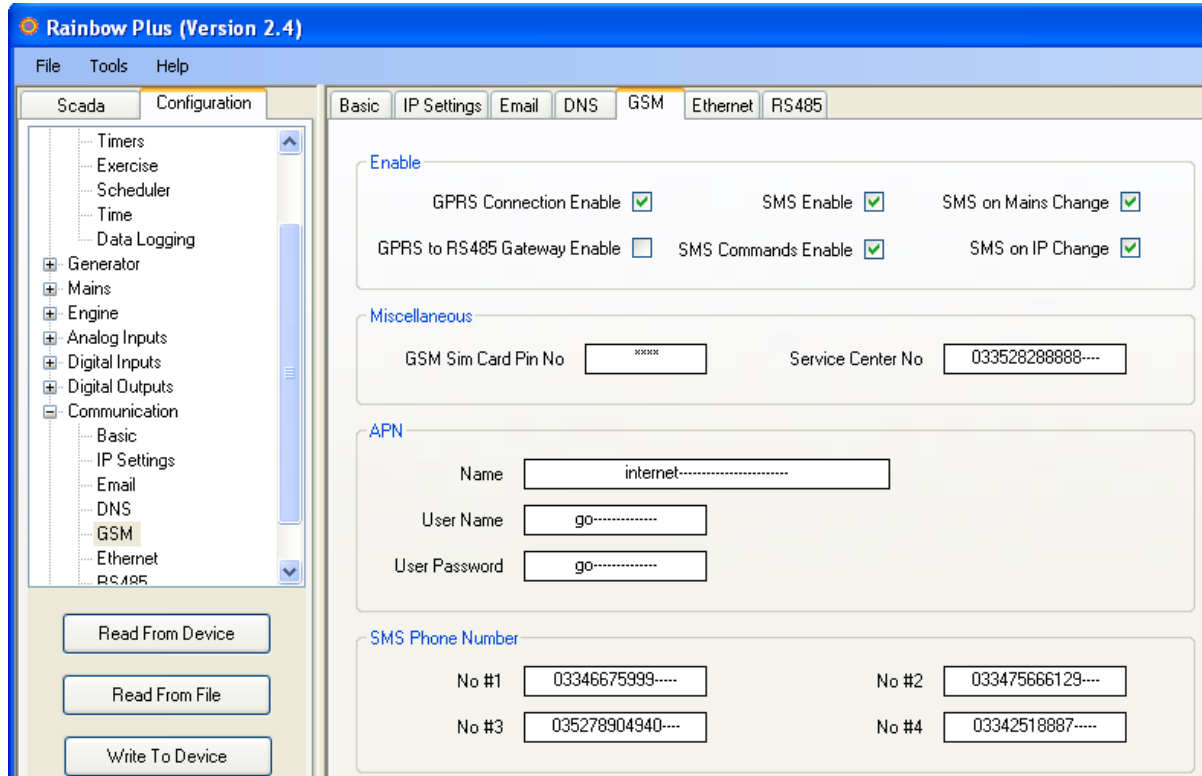 Rainbow Plus (Version 2.4)
File Tools Help
Scada Configuration
Timers
Exercise
Scheduler
Time
Data Logging
Generator
Mains
Engine
Analog Inputs
Digital Inputs
Digital Outputs
Communication
Basic
IP Settings
Email
DNS
GSM
Ethernet
RS485
Read From Device
Read From File
Write To Device
Basic IP Settings Email DNS GSM Ethernet RS485
Enable
GPRS Connection Enable SMS Enable SMS on Mains Change
GPRS to RS485 Gateway Enable SMS Commands Enable SMS on IP Change
Miscellaneous
GSM Sim Card Pin No **** Service Center No 033528288888----
APN
Name internet------------------------
User Name go-------------
User Password go-------------
SMS Phone Number
No #1 03346675999----- No #2 033475666129----
No #3 035278904940---- No #4 03342518887-----